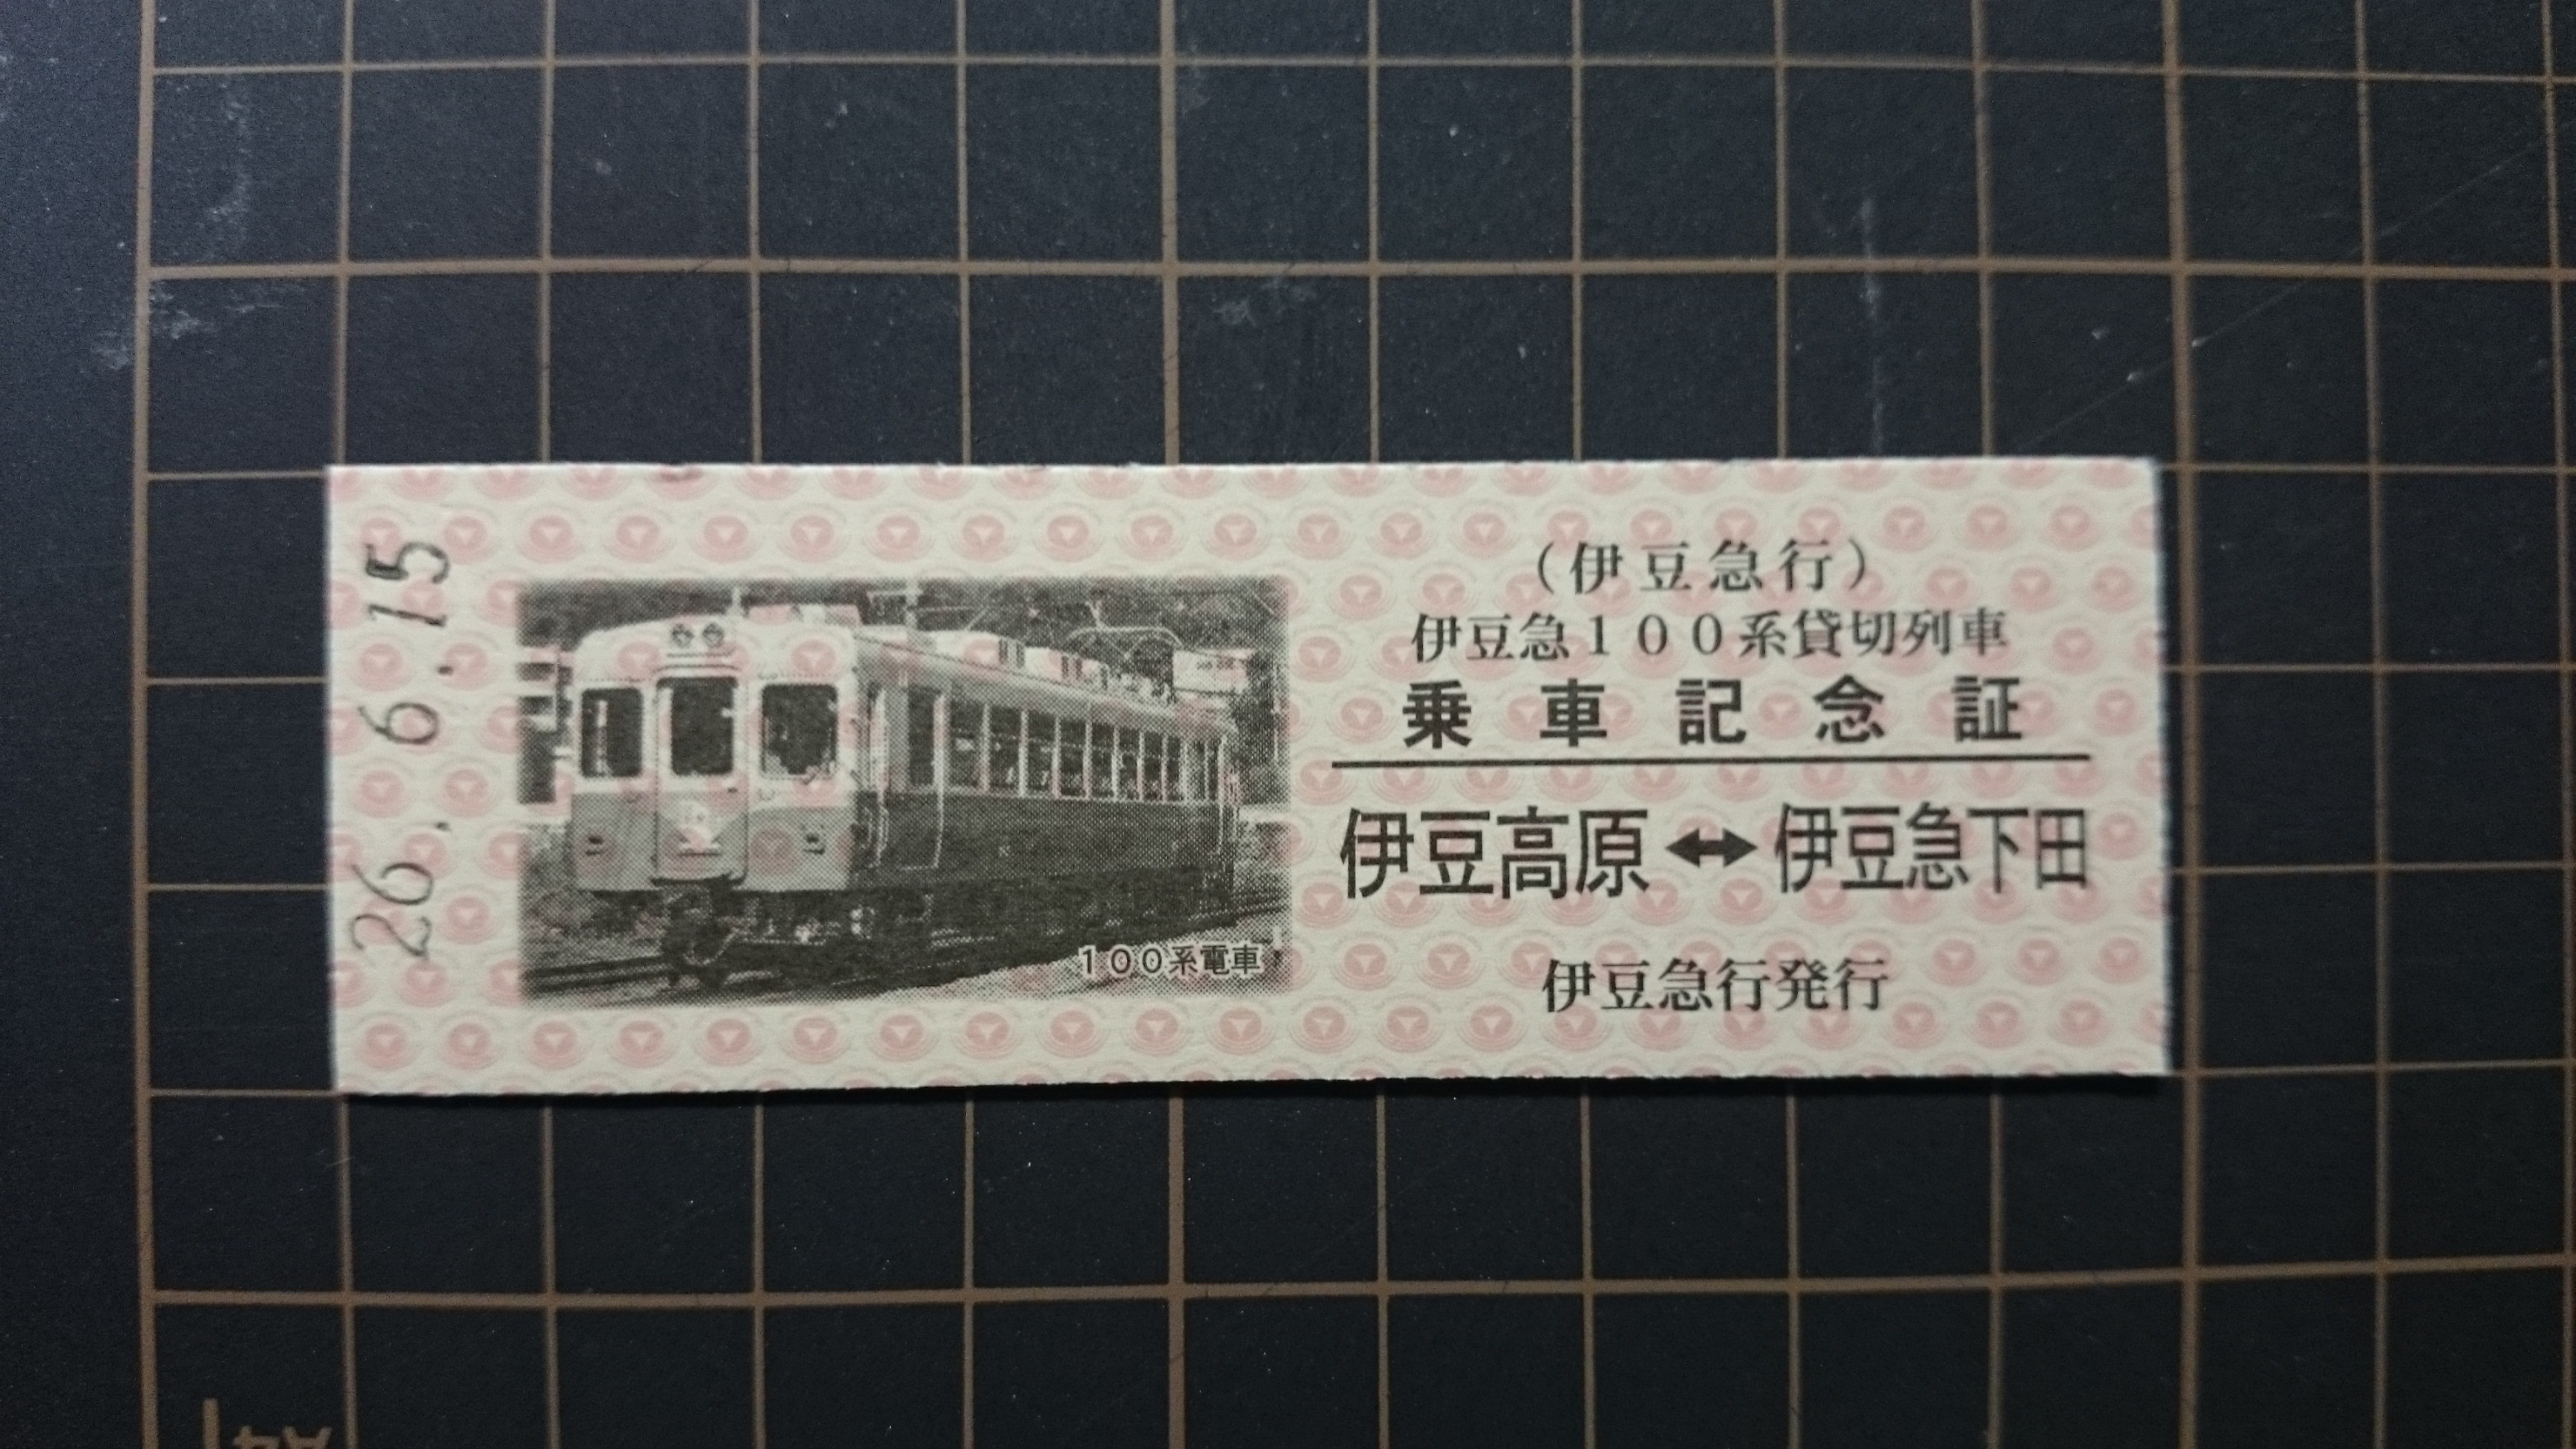 26.6.15
１００系電車
（伊豆急行）
伊豆急１００系貸切列車
乗車記念証
伊豆高原↔伊豆急下田
伊豆急行発行
A4